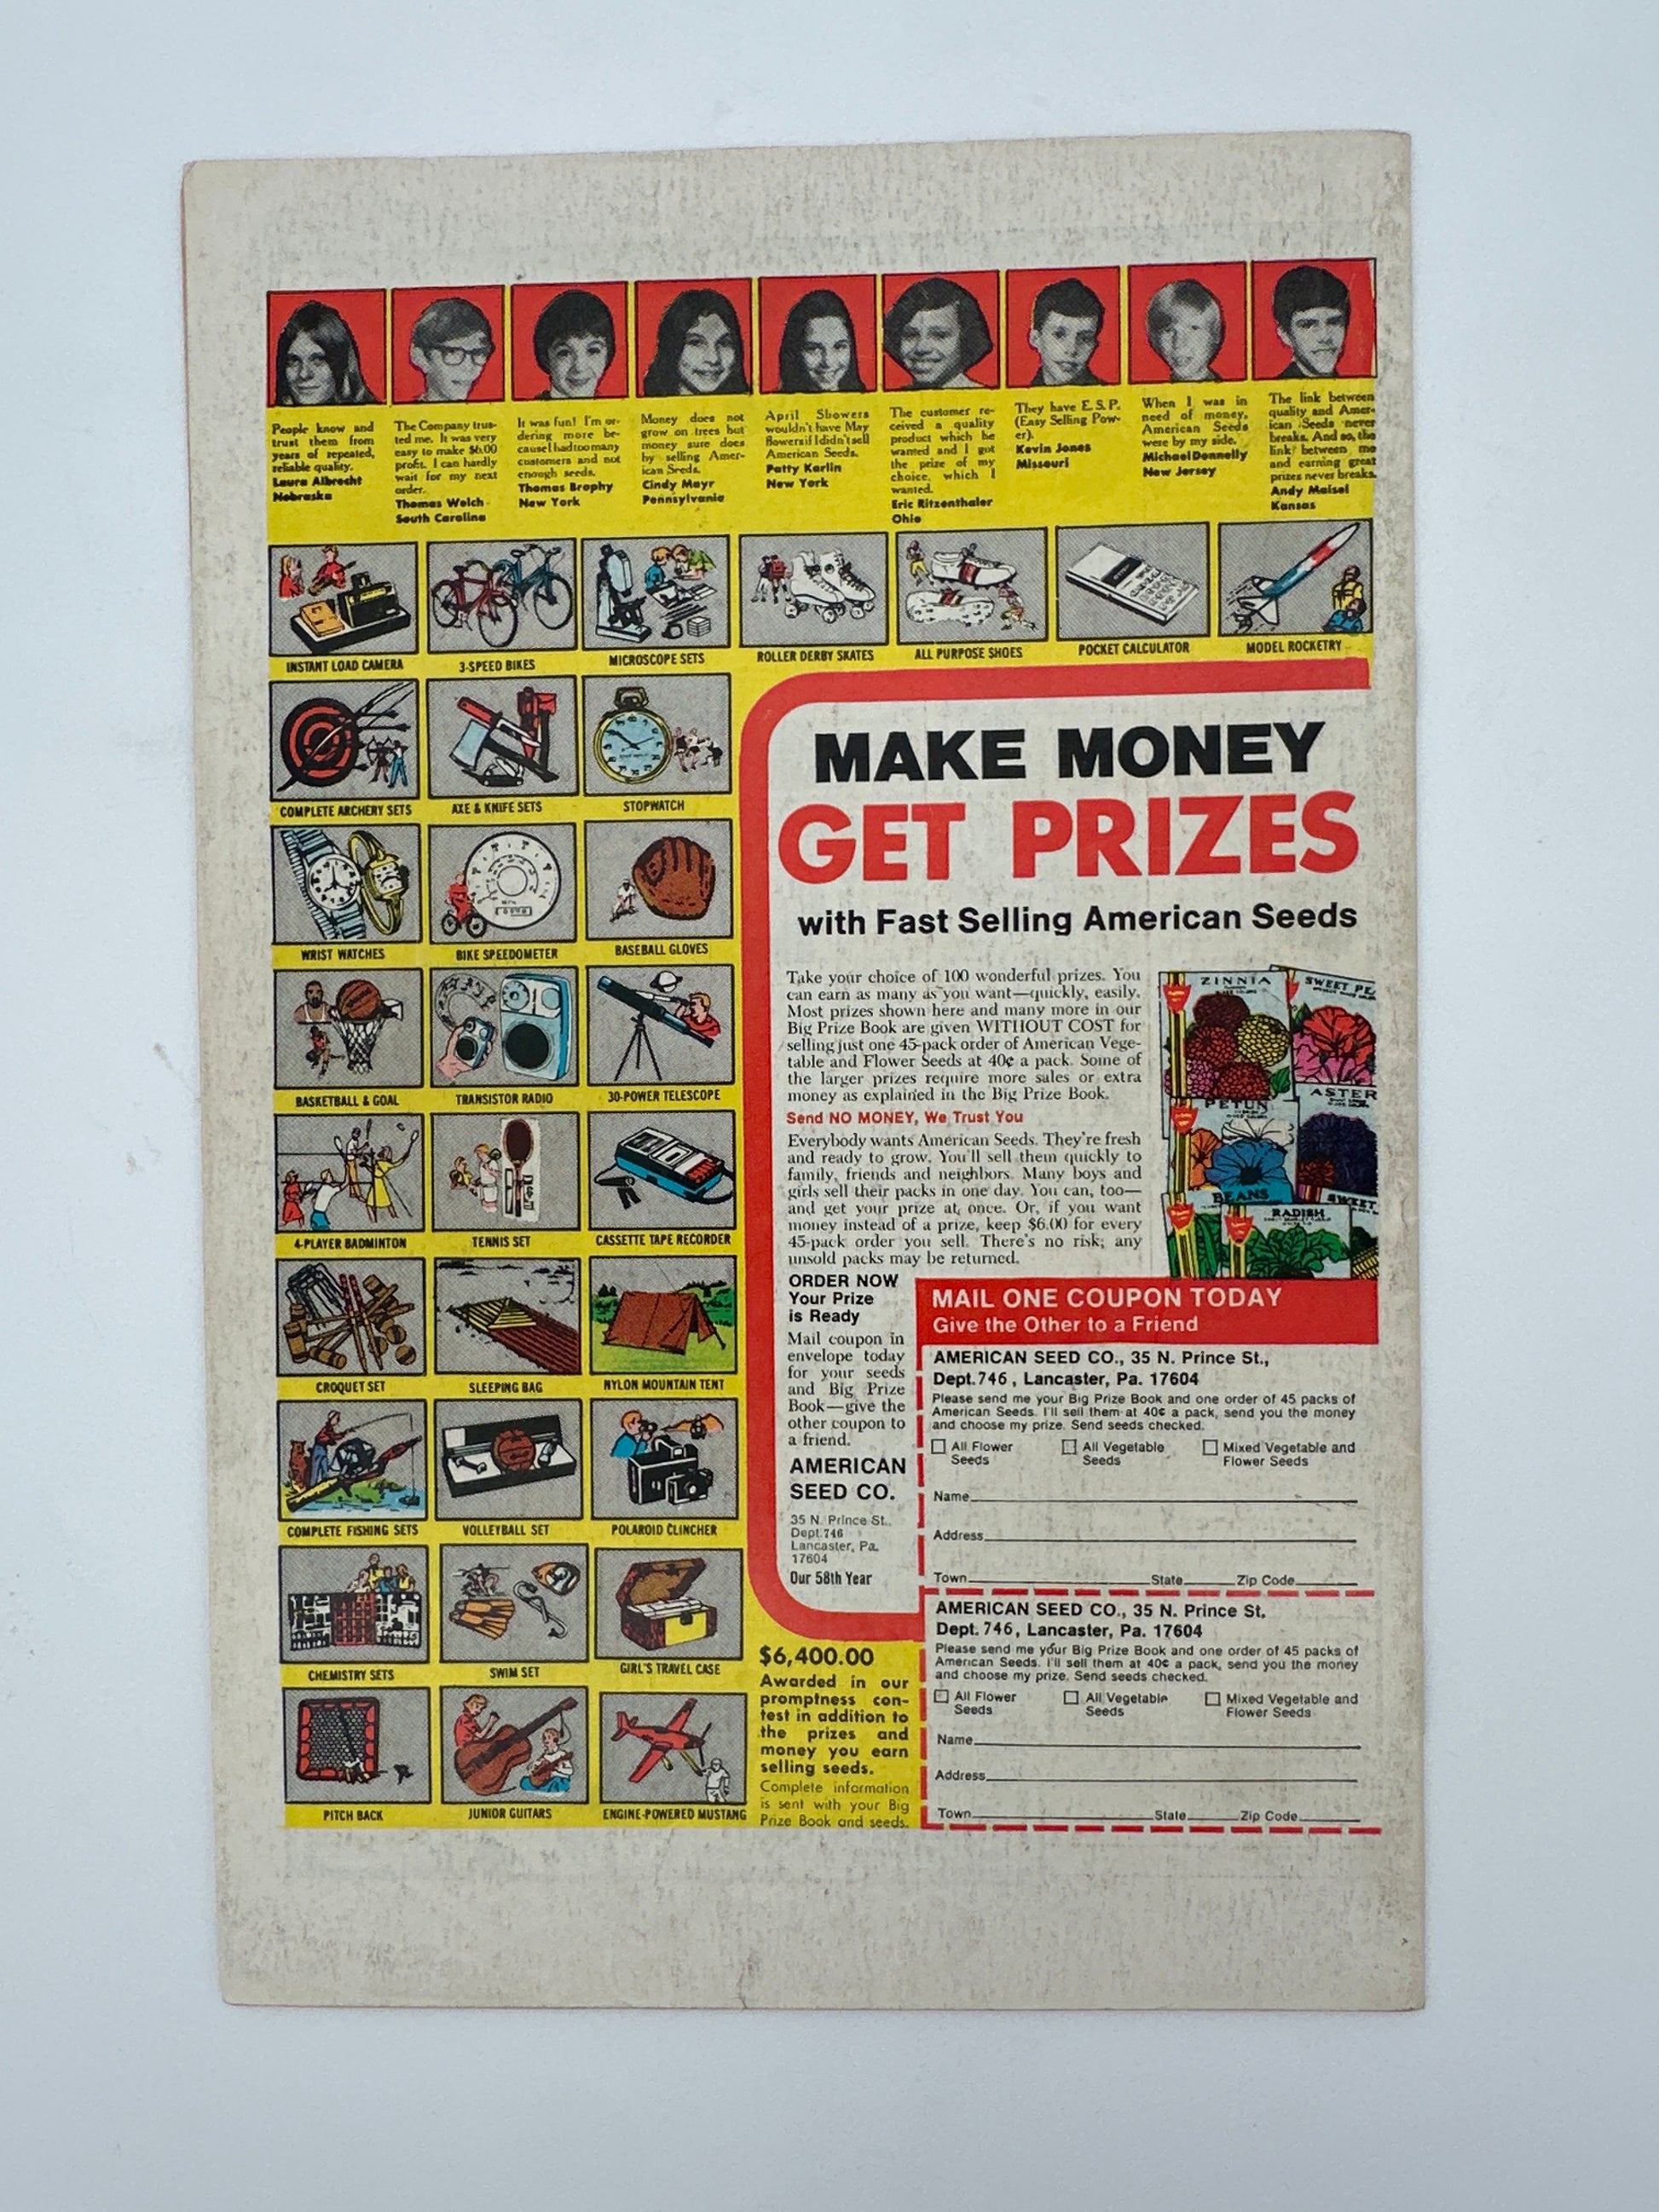 People know and
trust them from
years of repeated,
reliable quality.
Laura Albrecht
Nebraska
The Company trus-
ted me. It was very
easy to make $6.00
profit. I can hardly
wait for my next
order.
Thomas Welch
South Carolina
It was fun! I'm or-
dering more be-
cause I had too many
customers and not
enough seeds.
Thomas Brophy
New York
Money does not
grow on trees but
money sure does
by selling Amer-
ican Seeds.
Cindy Mayr
Pennsylvania
April Showers
wouldn't have May
flowers if I didn't sell
American Seeds.
Patty Karlin
New York
The customer re-
ceived a quality
product which he
wanted and I got
the prize of my
choice, which I
wanted.
Eric Ritzenthaler
Ohio
They have E.S.P.
(Easy Selling Pow-
er).
Kevin Jones
Missouri
When I was in
need of money,
American Seeds
were by my side.
Michael Donnelly
New Jersey
The link between
quality and Amer-
ican Seeds never
breaks. And so, the
link between me
and earning great
prizes never breaks.
Andy Maisel
Kansas
INSTANT LOAD CAMERA
3-SPEED BIKES
MICROSCOPE SETS
ROLLER DERBY SKATES
ALL PURPOSE SHOES
POCKET CALCULATOR
MODEL ROCKETRY
COMPLETE ARCHERY SETS
AXE & KNIFE SETS
STOPWATCH
WRIST WATCHES
BIKE SPEEDOMETER
BASEBALL GLOVES
BASKETBALL & GOAL
TRANSISTOR RADIO
30-POWER TELESCOPE
4-PLAYER BADMINTON
TENNIS SET
CASSETTE TAPE RECORDER
CROQUET SET
SLEEPING BAG
NYLON MOUNTAIN TENT
COMPLETE FISHING SETS
VOLLEYBALL SET
POLAROID CLINCHER
CHEMISTRY SETS
SWIM SET
GIRL'S TRAVEL CASE
PITCH BACK
JUNIOR GUITARS
ENGINE-POWERED MUSTANG
MAKE MONEY
GET PRIZES
with Fast Selling American Seeds
Take your choice of 100 wonderful prizes. You
can earn as many as you want—quickly, easily.
Most prizes shown here and many more in our
Big Prize Book are given WITHOUT COST for
selling just one 45-pack order of American Vege-
table and Flower Seeds at 40¢ a pack. Some of
the larger prizes require more sales or extra
money as explained in the Big Prize Book.
Send NO MONEY, We Trust You
Everybody wants American Seeds. They're fresh
and ready to grow. You'll sell them quickly to
family, friends and neighbors. Many boys and
girls sell their packs in one day. You can, too—
and get your prize at once. Or, if you want
money instead of a prize, keep $6.00 for every
45-pack order you sell. There's no risk; any
unsold packs may be returned.
ZINNIA
SWEET PE
ASTER
PETUN
BEANS
SWEET
RADISH
ORDER NOW
Your Prize
is Ready
Mail coupon in
envelope today
for your seeds
and Big Prize
Book—give the
other coupon to
a friend.
AMERICAN
SEED CO.
35 N. Prince St.
Dept.746
Lancaster, Pa.
17604
Our 58th Year
$6,400.00
Awarded in our
promptness con-
test in addition to
the prizes and
money you earn
selling seeds.
Complete information
is sent with your Big
Prize Book and seeds.
MAIL ONE COUPON TODAY
Give the Other to a Friend
AMERICAN SEED CO., 35 N. Prince St.,
Dept.746, Lancaster, Pa. 17604
Please send me your Big Prize Book and one order of 45 packs of
American Seeds. I'll sell them at 40¢ a pack, send you the money
and choose my prize. Send seeds checked.
All Flower Seeds
All Vegetable Seeds
Mixed Vegetable and Flower Seeds
Name
Address
Town State Zip Code
AMERICAN SEED CO., 35 N. Prince St.
Dept. 746, Lancaster, Pa. 17604
Please send me your Big Prize Book and one order of 45 packs of
American Seeds. I'll sell them at 40¢ a pack, send you the money
and choose my prize. Send seeds checked.
All Flower Seeds
All Vegetable Seeds
Mixed Vegetable and Flower Seeds
Name
Address
Town State Zip Code